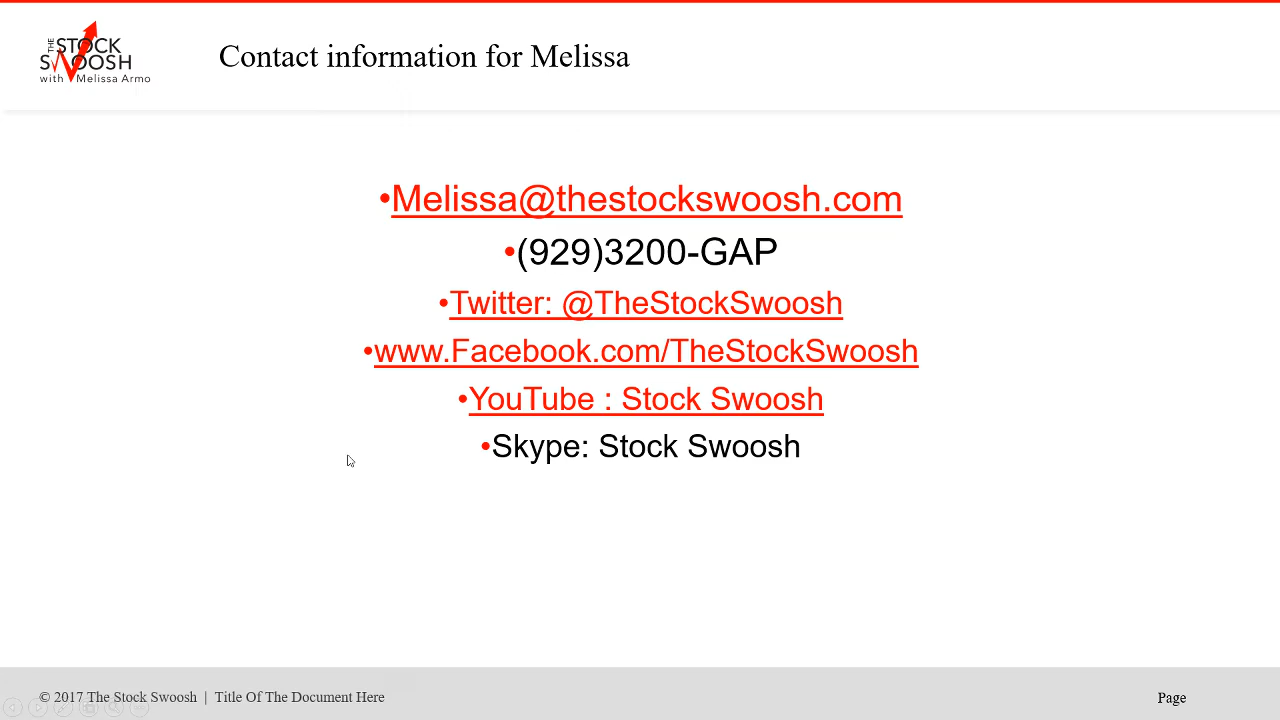 THE
STOCK
SWOOSH
with Melissa Armo
Contact information for Melissa
•Melissa@thestockswoosh.com
•(929)3200-GAP
•Twitter: @TheStockSwoosh
•www.Facebook.com/TheStockSwoosh
•YouTube : Stock Swoosh
•Skype: Stock Swoosh
© 2017 The Stock Swoosh | Title Of The Document Here
Page